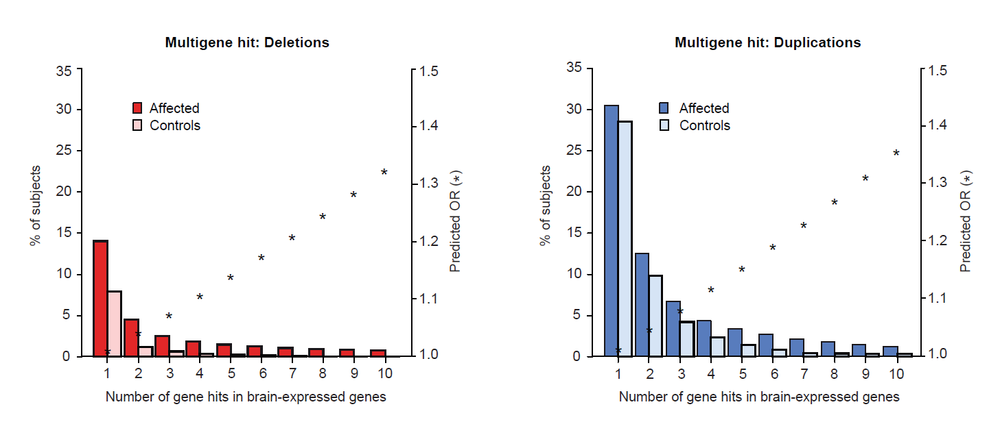 Multigene hit: Deletions
35
30
25
20
15
10
5
0
% of subjects
Affected
Controls
1.5
1.4
1.3
1.2
1.1
1.0
Predicted OR (*)
1 2 3 4 5 6 7 8 9 10
Number of gene hits in brain-expressed genes
Multigene hit: Duplications
35
30
25
20
15
10
5
0
% of subjects
Affected
Controls
1.5
1.4
1.3
1.2
1.1
1.0
Predicted OR (*)
1 2 3 4 5 6 7 8 9 10
Number of gene hits in brain-expressed genes